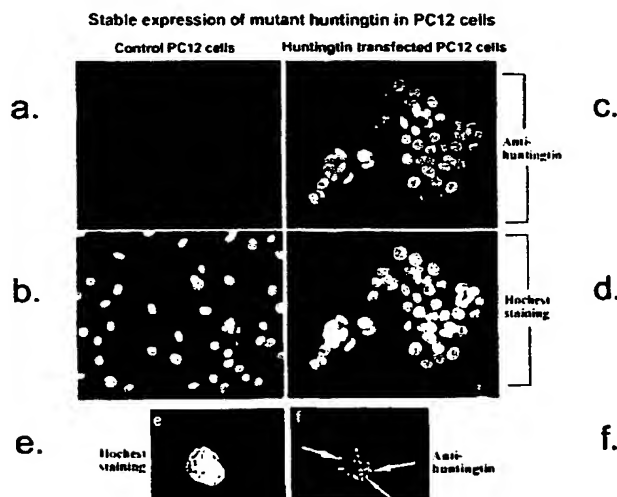 Stable expression of mutant huntingtin in PC12 cells
Control PC12 cells
Huntingtin transfected PC12 cells
a.
c.
Anti-
huntingtin
b.
d.
Hochest
staining
e.
e
Hochest
staining
f
Anti-
huntingtin
f.